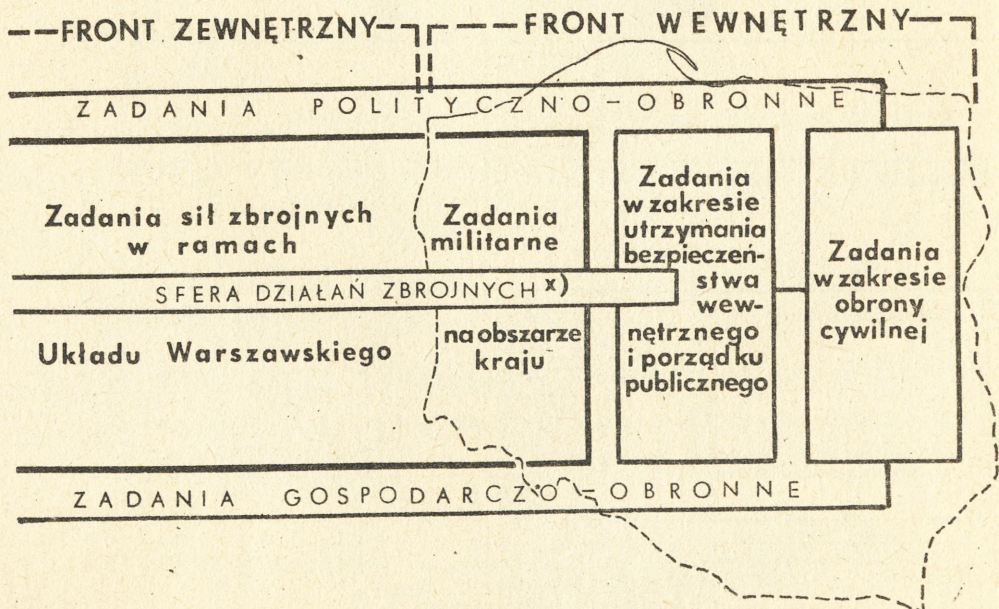 FRONT ZEWNĘTRZNY
FRONT WEWNĘTRZNY
ZADANIA POLITYCZNO-OBRONNE
Zadania sił zbrojnych
w ramach
Zadania
militarne
SFERA DZIAŁAŃ ZBROJNYCH x)
Układu Warszawskiego
na obszarze
kraju
Zadania
w zakresie
utrzymania
bezpieczeń-
stwa
wew-
nętrznego
i porządku
publicznego
Zadania
w zakresie
obrony
cywilnej
ZADANIA GOSPODARCZO-OBRONNE